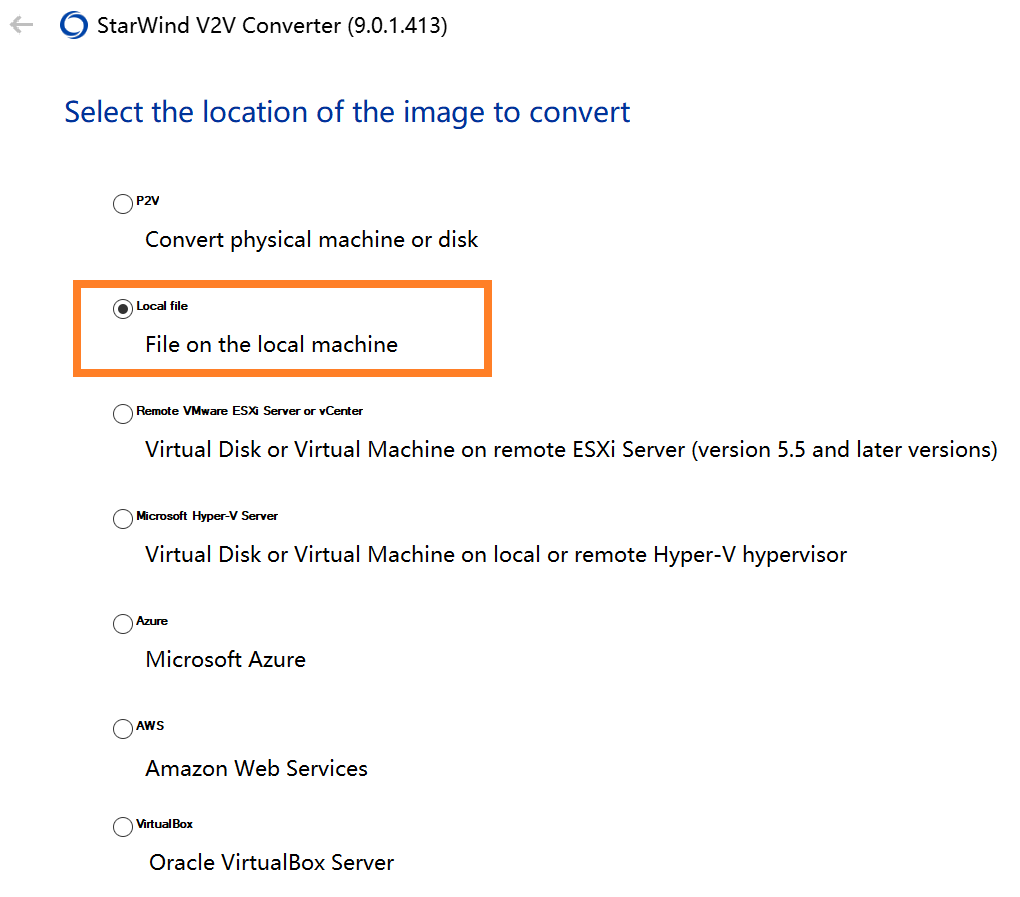 StarWind V2V Converter (9.0.1.413)
Select the location of the image to convert
P2V
Convert physical machine or disk
Local file
File on the local machine
Remote VMware ESXi Server or vCenter
Virtual Disk or Virtual Machine on remote ESXi Server (version 5.5 and later versions)
Microsoft Hyper-V Server
Virtual Disk or Virtual Machine on local or remote Hyper-V hypervisor
Azure
Microsoft Azure
AWS
Amazon Web Services
VirtualBox
Oracle VirtualBox Server